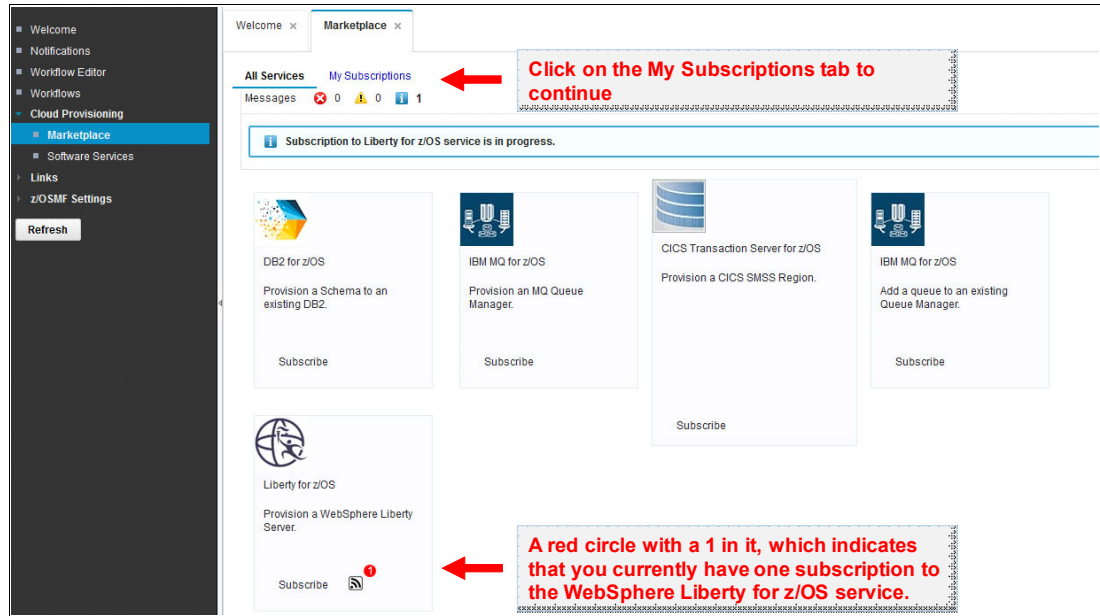 Welcome
Notifications
Workflow Editor
Workflows
Cloud Provisioning
Marketplace
Software Services
Links
z/OSMF Settings
Refresh
Welcome × Marketplace ×
All Services My Subscriptions
Click on the My Subscriptions tab to
continue
Messages 0 0 1
Subscription to Liberty for z/OS service is in progress.
DB2 for z/OS
Provision a Schema to an
existing DB2.
Subscribe
IBM MQ for z/OS
Provision an MQ Queue
Manager.
Subscribe
CICS Transaction Server for z/OS
Provision a CICS SMSS Region.
Subscribe
IBM MQ for z/OS
Add a queue to an existing
Queue Manager.
Subscribe
Liberty for z/OS
Provision a WebSphere Liberty
Server.
Subscribe 1
A red circle with a 1 in it, which indicates
that you currently have one subscription to
the WebSphere Liberty for z/OS service.